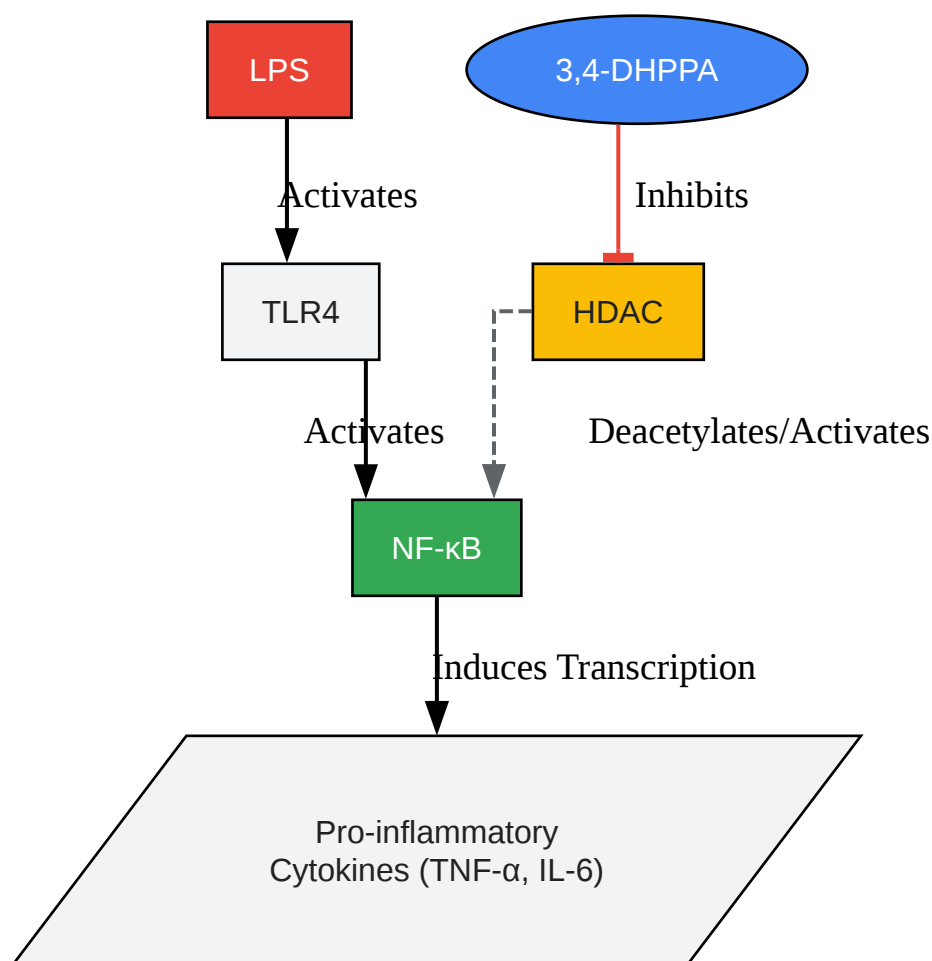 LPS
3,4-DHPPA
Activates
Inhibits
TLR4
HDAC
Activates
Deacetylates/Activates
NF-κB
Induces Transcription
Pro-inflammatory
Cytokines (TNF-α, IL-6)